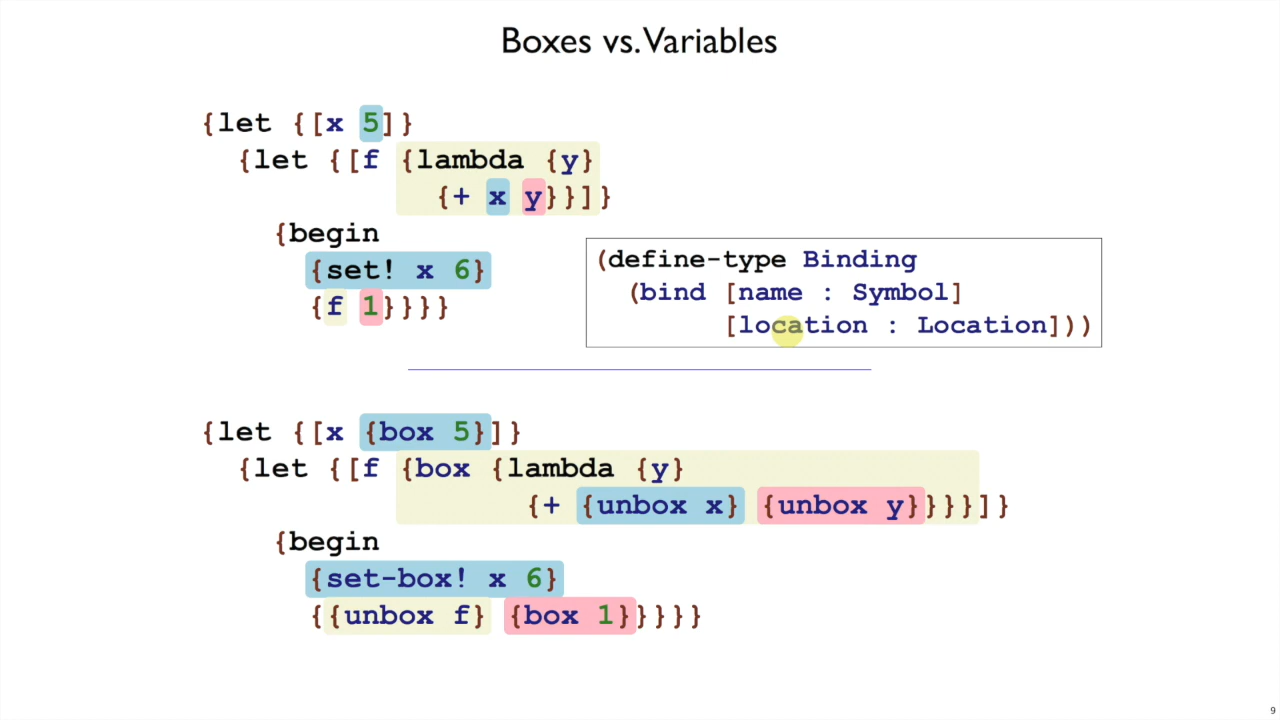 Boxes vs. Variables
{let {[x 5]}
{let {[f {lambda {y}
{+ x y}}]}
{begin
{set! x 6}
{f 1}}}}
(define-type Binding
(bind [name : Symbol]
[location : Location]))
{let {[x {box 5}]}
{let {[f {box {lambda {y}
{+ {unbox x} {unbox y}}}}]}
{begin
{set-box! x 6}
{{unbox f} {box 1}}}}}
9